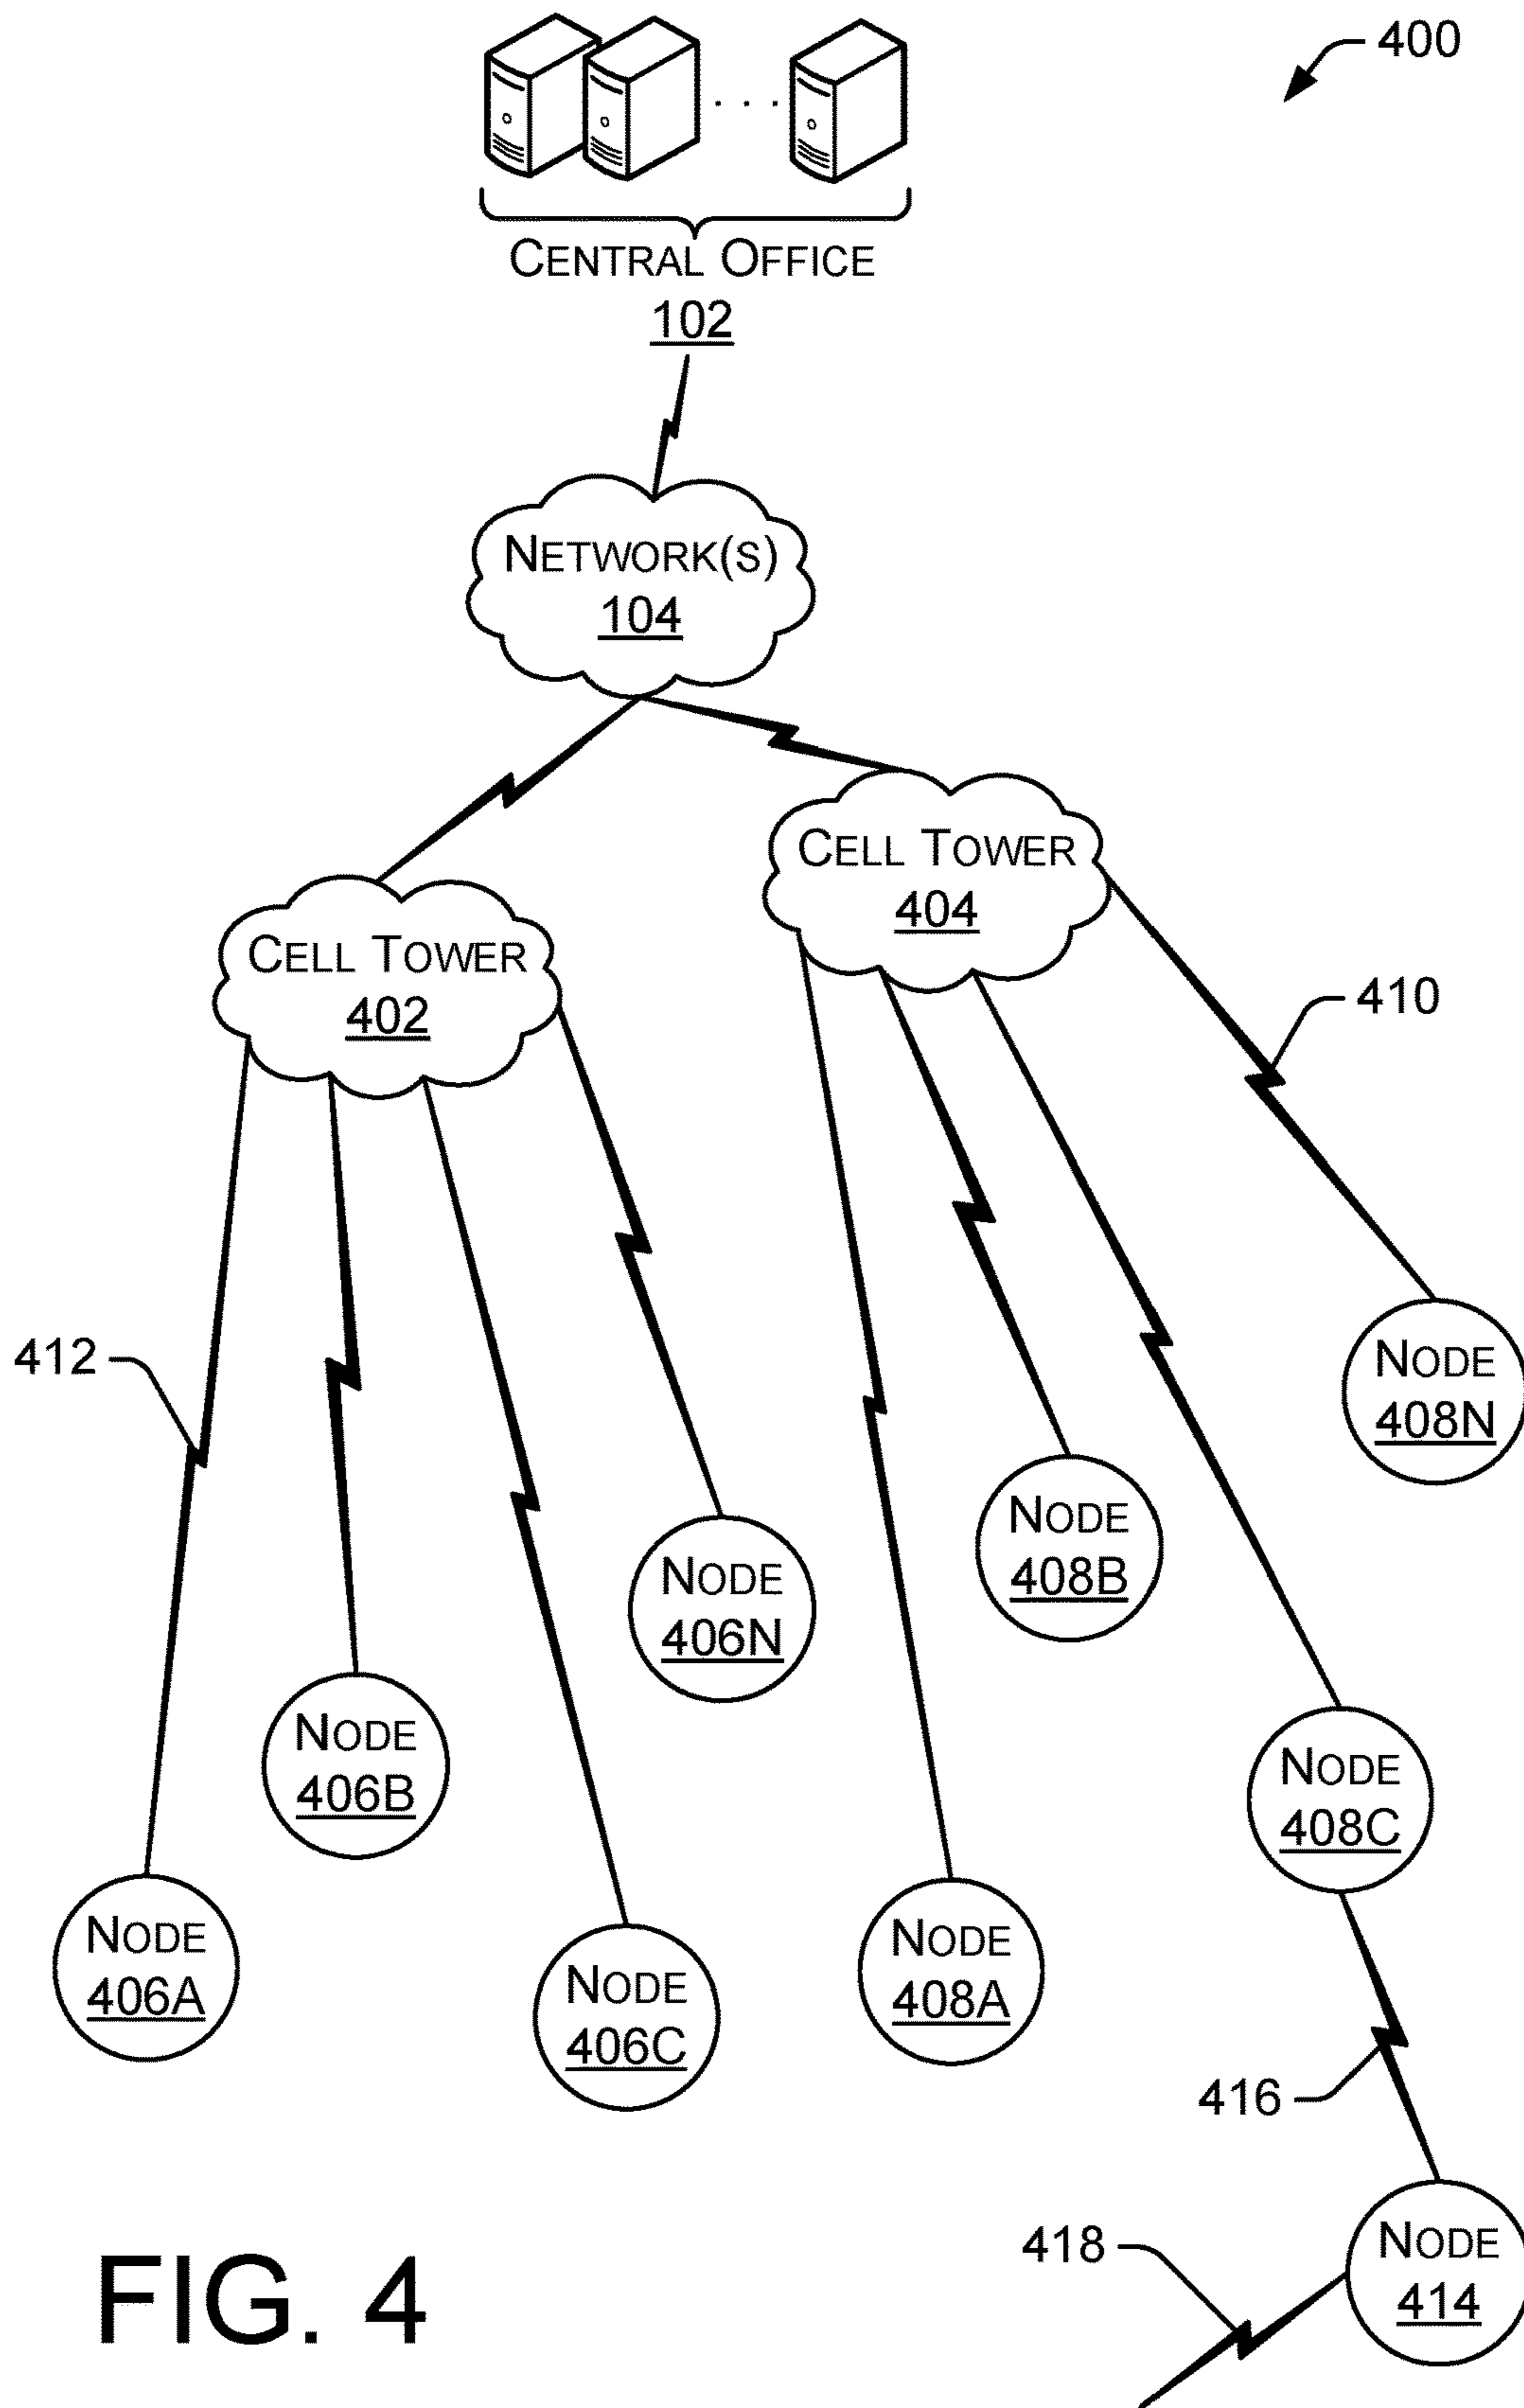 400
CENTRAL OFFICE
102
NETWORK(S)
104
CELL TOWER
404
CELL TOWER
402
410
412
NODE
408N
NODE
408B
NODE
406N
NODE
406B
NODE
408C
NODE
406A
NODE
408A
NODE
406C
416
418
NODE
414
FIG. 4